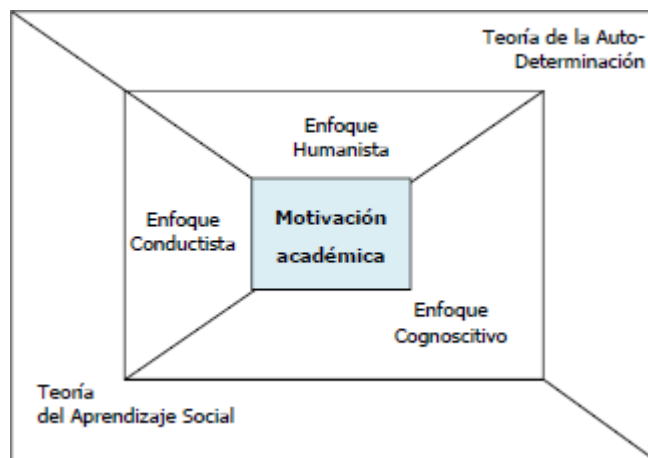 Teoría de la Auto-
Determinación
Enfoque
Humanista
Enfoque
Conductista
Motivación
académica
Enfoque
Cognoscitivo
Teoría
del Aprendizaje Social